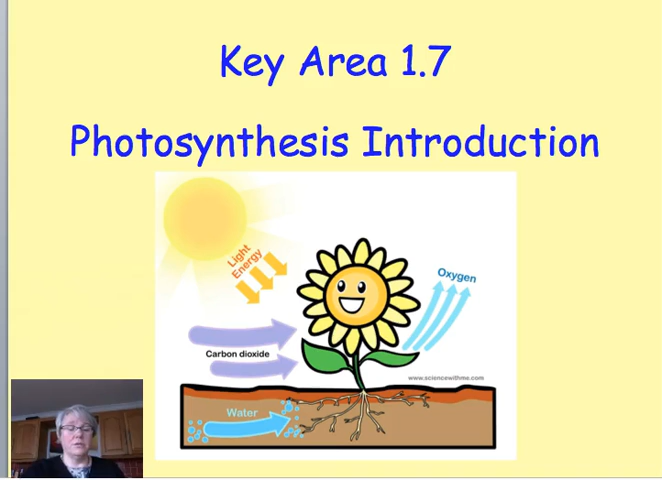 Key Area 1.7
Photosynthesis Introduction
Light
Energy
Oxygen
Carbon dioxide
www.sciencewithme.com
Water